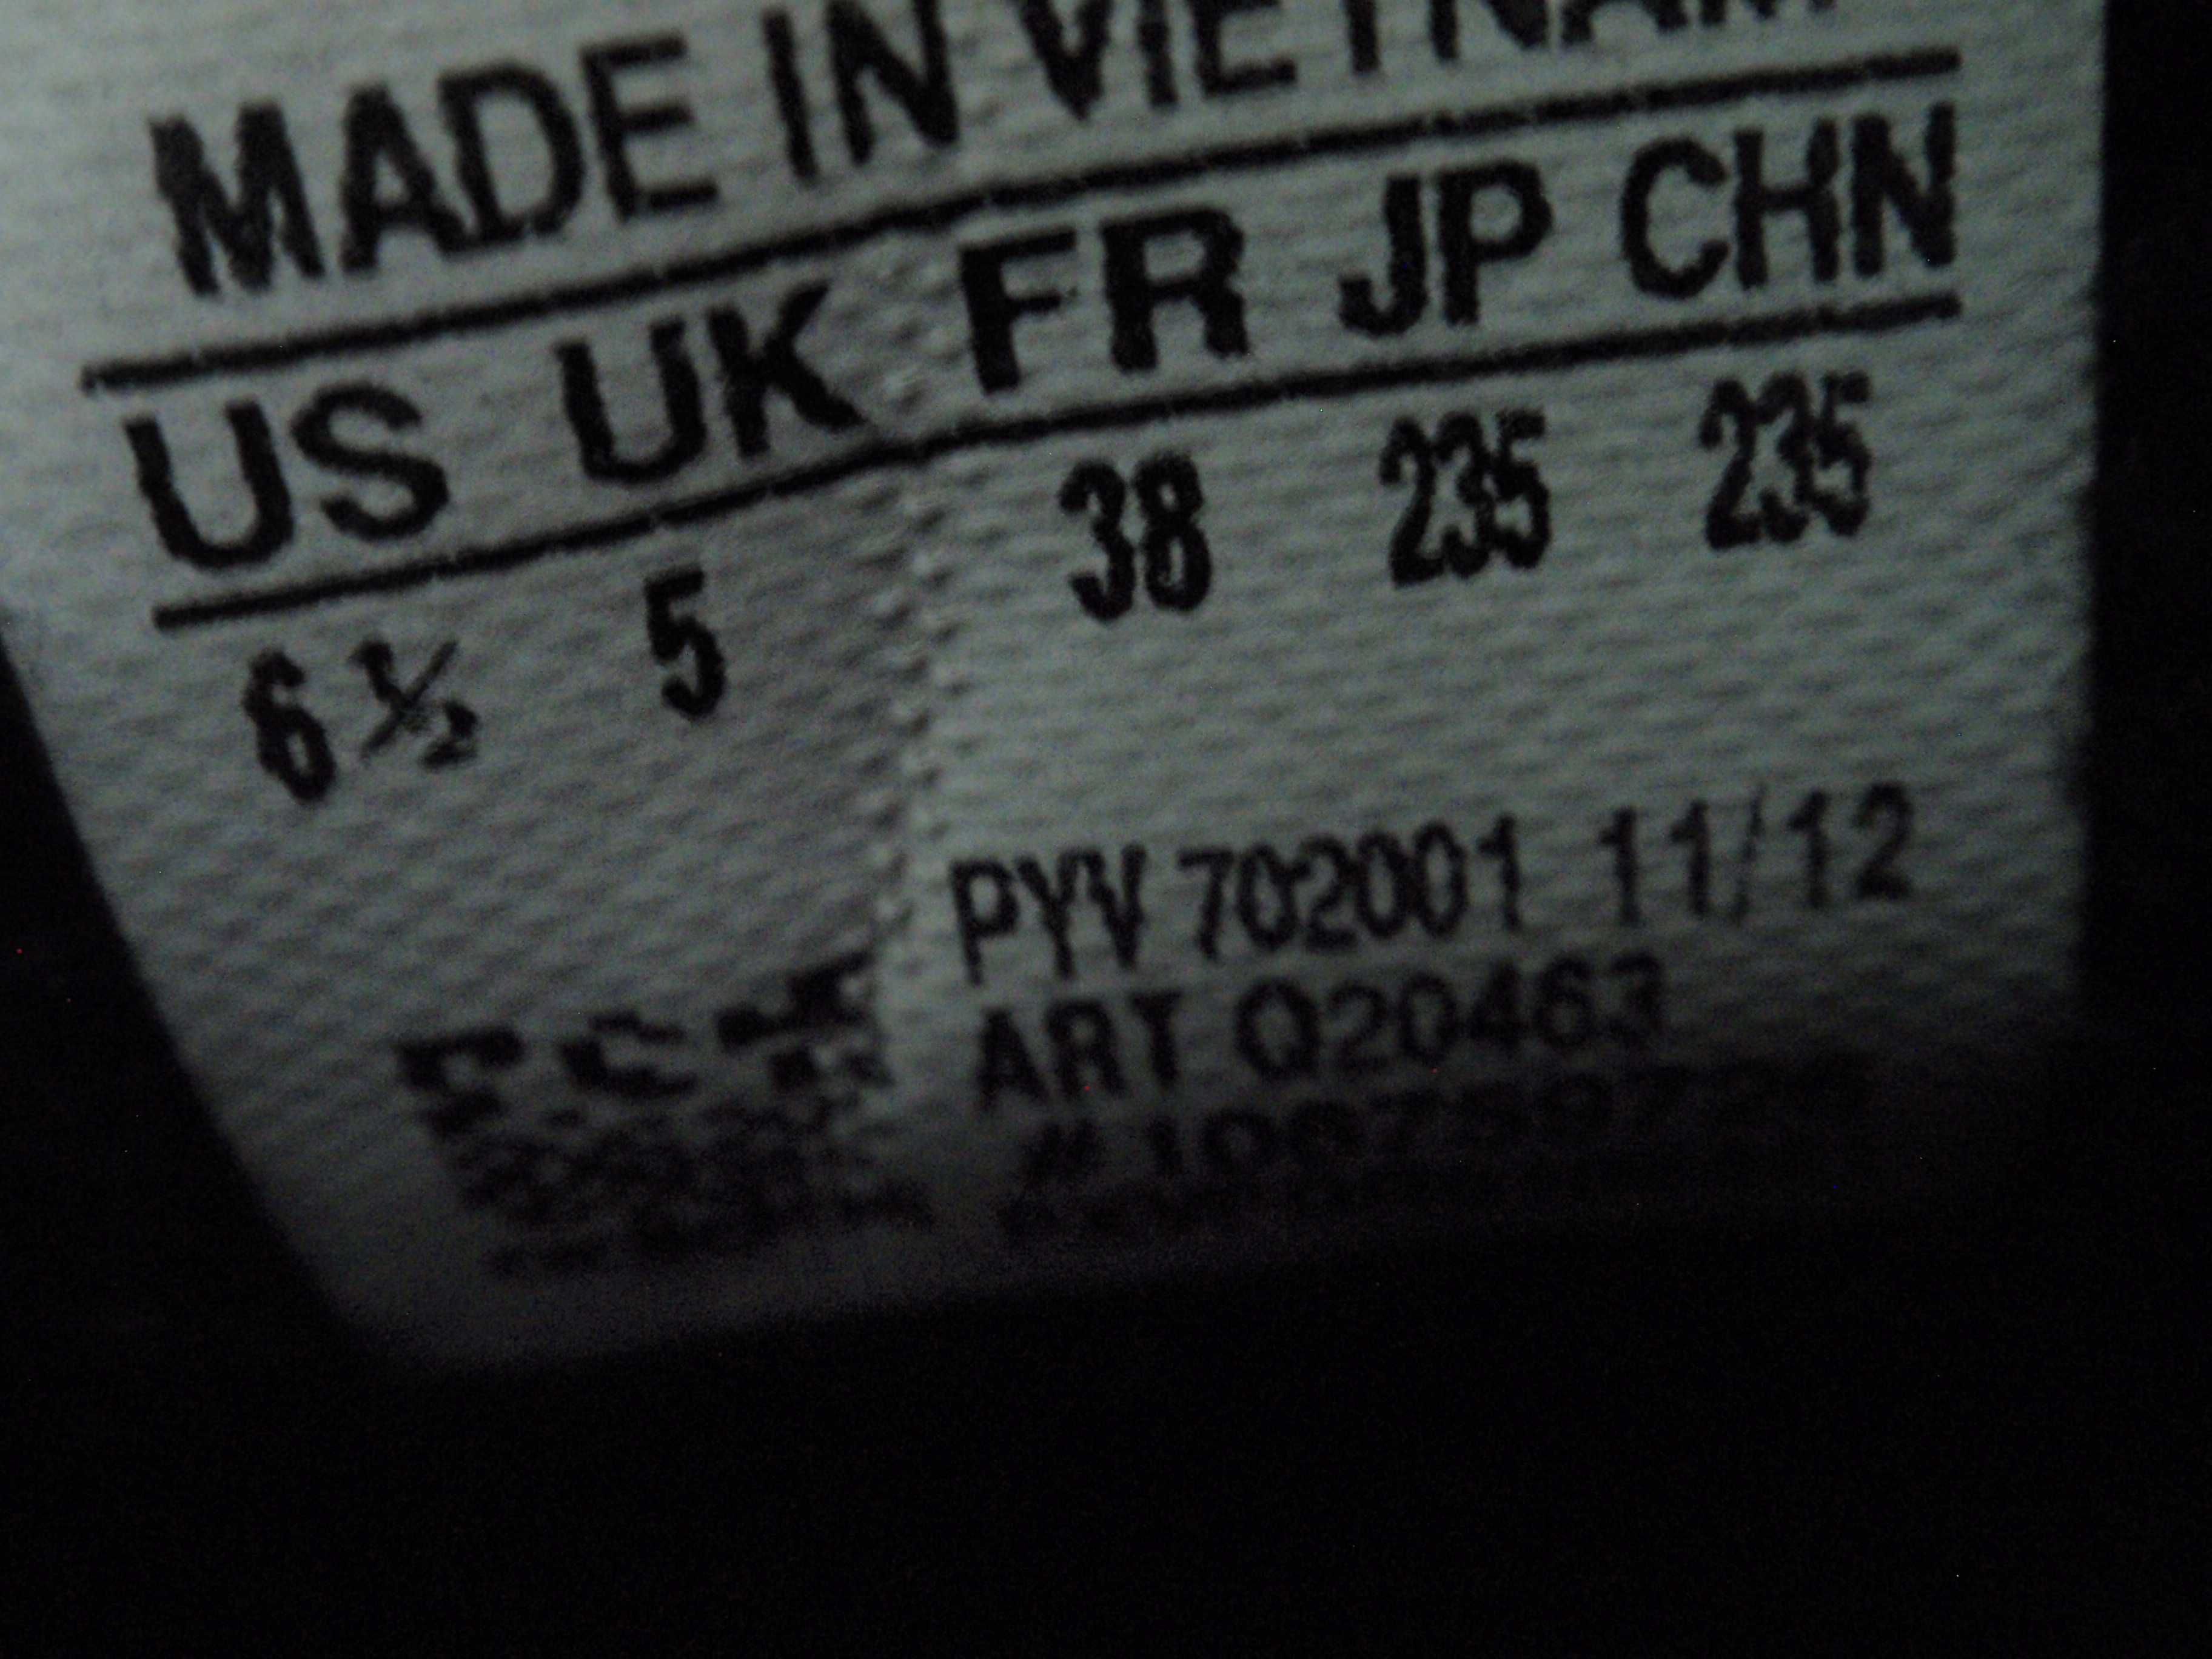 MADE IN VIETNAM
US UK FR JP CHN
6½ 5 38 235 235
PYV 702001 11/12
ART Q20463